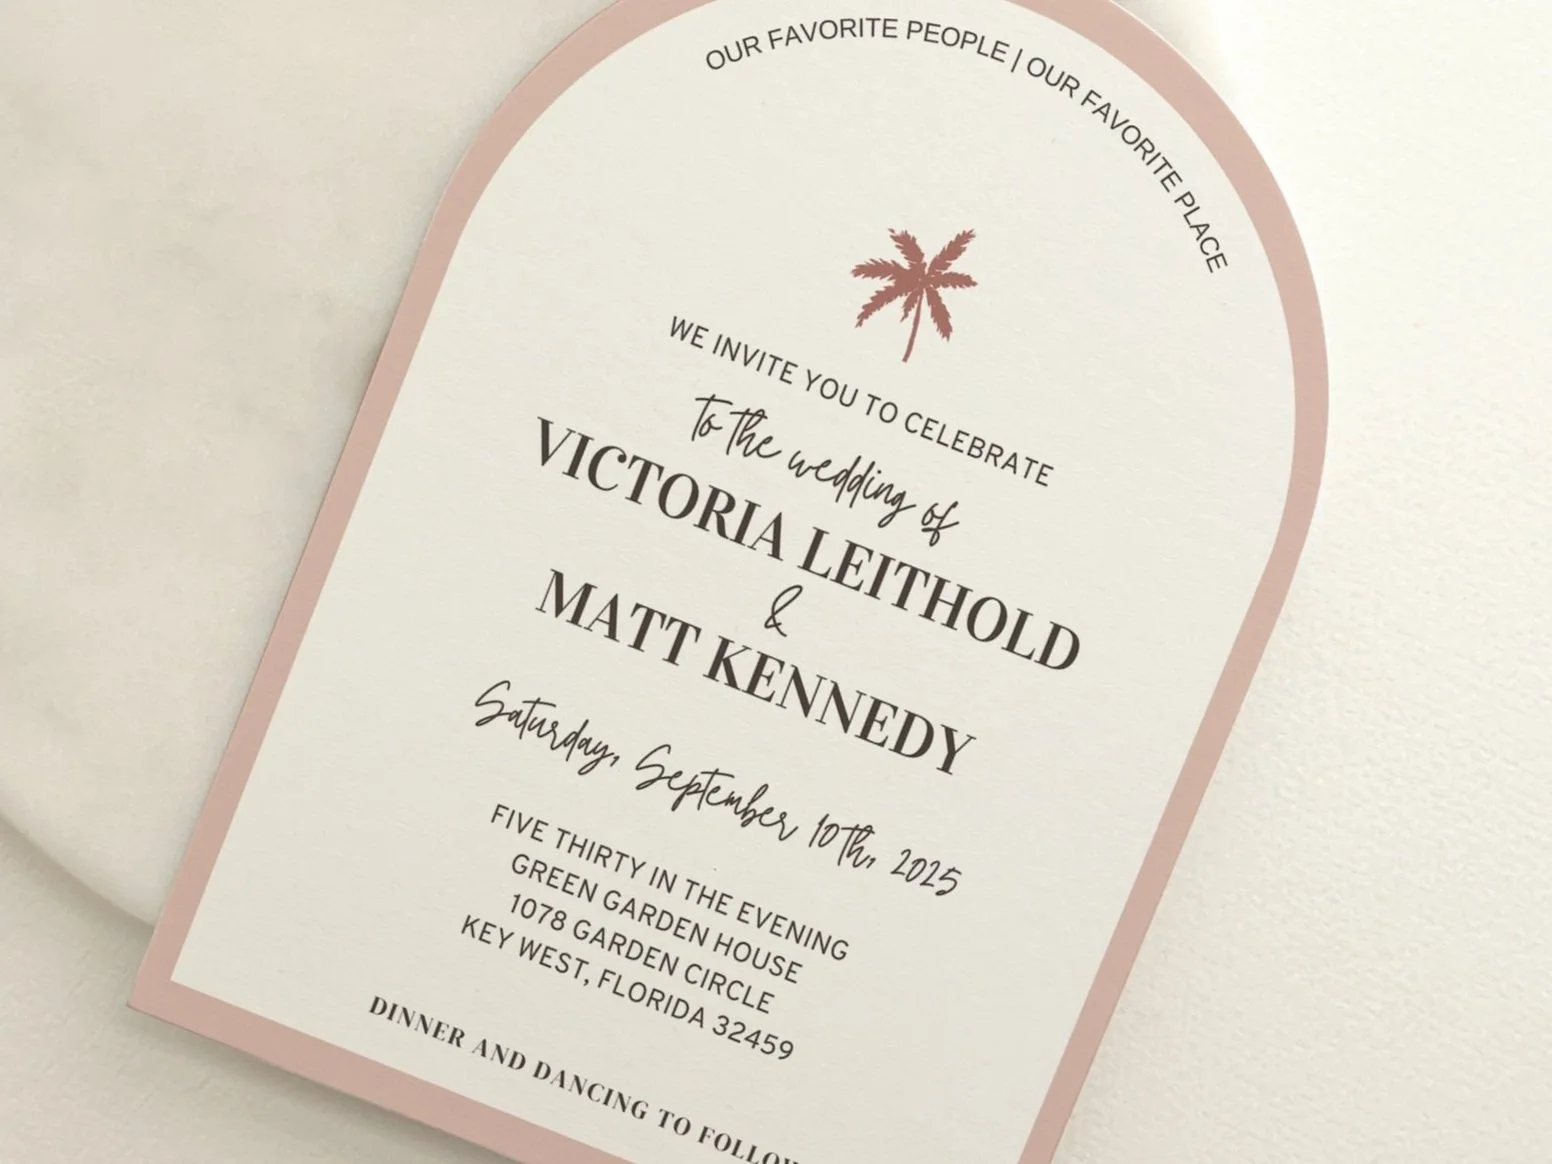 OUR FAVORITE PEOPLE | OUR FAVORITE PLACE
WE INVITE YOU TO CELEBRATE
to the wedding of
VICTORIA LEITHOLD
&
MATT KENNEDY
Saturday, September 10th, 2025
FIVE THIRTY IN THE EVENING
GREEN GARDEN HOUSE
1078 GARDEN CIRCLE
KEY WEST, FLORIDA 32459
DINNER AND DANCING TO FOLLOW